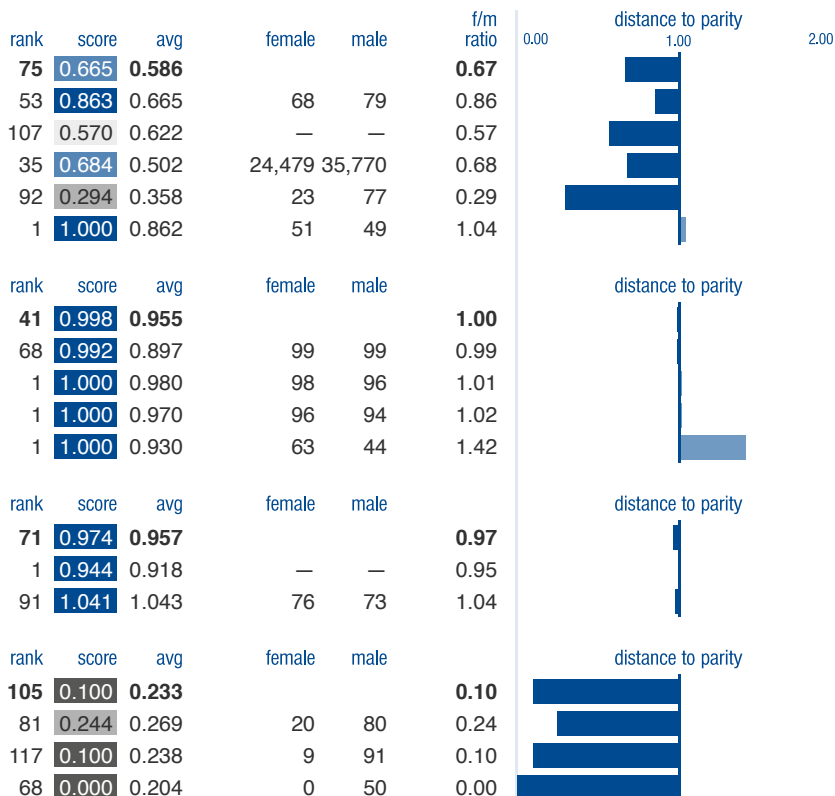 f/m distance to parity
rank score avg female male ratio 0.00 1.00 2.00
75 0.665 0.586 0.67
53 0.863 0.665 68 79 0.86
107 0.570 0.622 — — 0.57
35 0.684 0.502 24,479 35,770 0.68
92 0.294 0.358 23 77 0.29
1 1.000 0.862 51 49 1.04
rank score avg female male distance to parity
41 0.998 0.955 1.00
68 0.992 0.897 99 99 0.99
1 1.000 0.980 98 96 1.01
1 1.000 0.970 96 94 1.02
1 1.000 0.930 63 44 1.42
rank score avg female male distance to parity
71 0.974 0.957 0.97
1 0.944 0.918 — — 0.95
91 1.041 1.043 76 73 1.04
rank score avg female male distance to parity
105 0.100 0.233 0.10
81 0.244 0.269 20 80 0.24
117 0.100 0.238 9 91 0.10
68 0.000 0.204 0 50 0.00